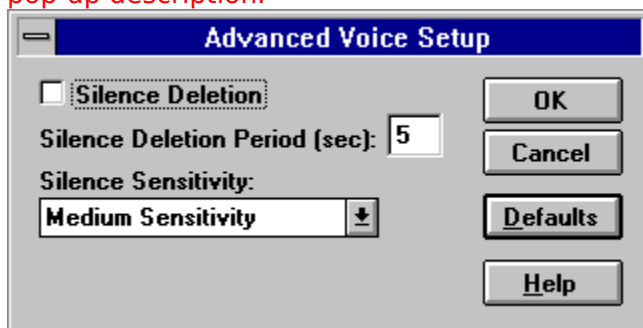 pop-up description.
Advanced Voice Setup
Silence Deletion
OK
Silence Deletion Period (sec): 5
Cancel
Silence Sensitivity:
Medium Sensitivity
Defaults
Help